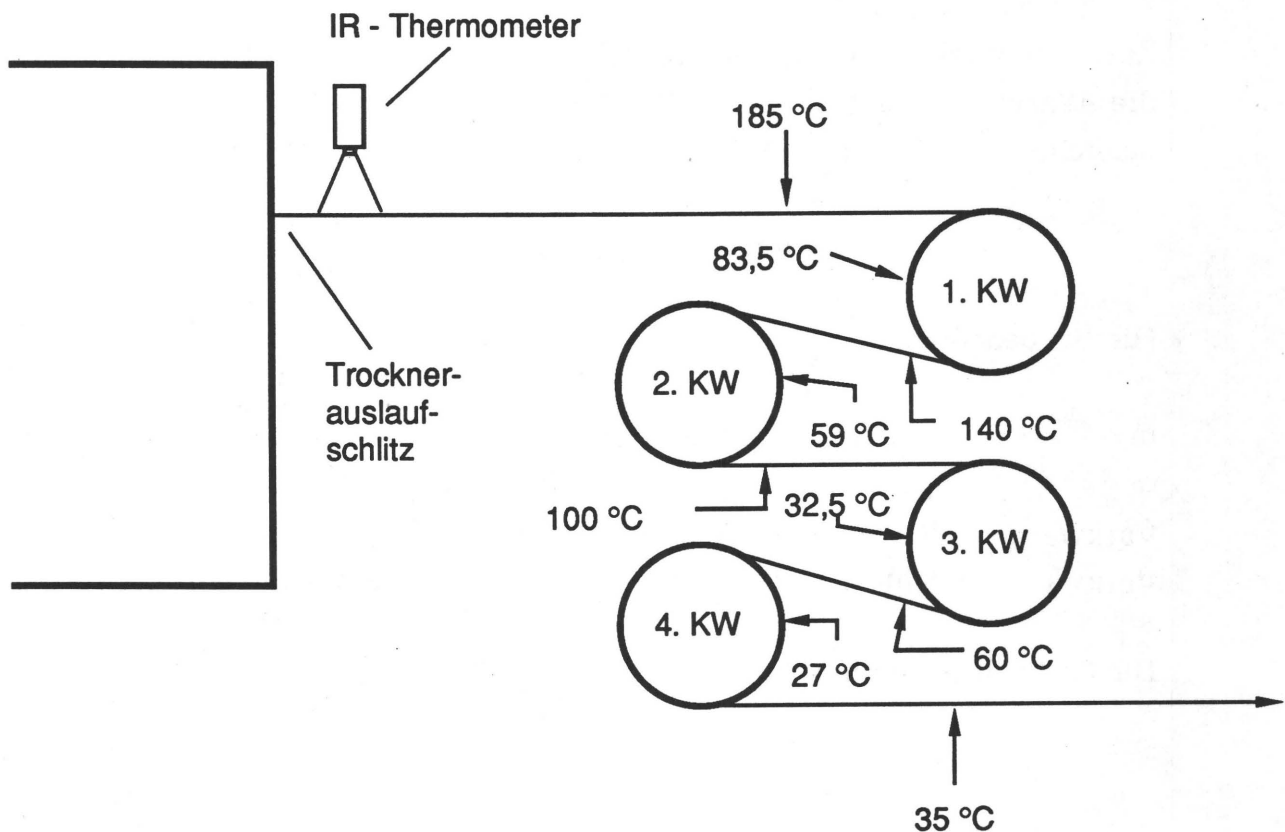 IR - Thermometer
185 °C
83,5 °C
1. KW
Trockner-
auslauf-
schlitz
2. KW
59 °C
140 °C
100 °C
32,5 °C
3. KW
4. KW
27 °C
60 °C
35 °C